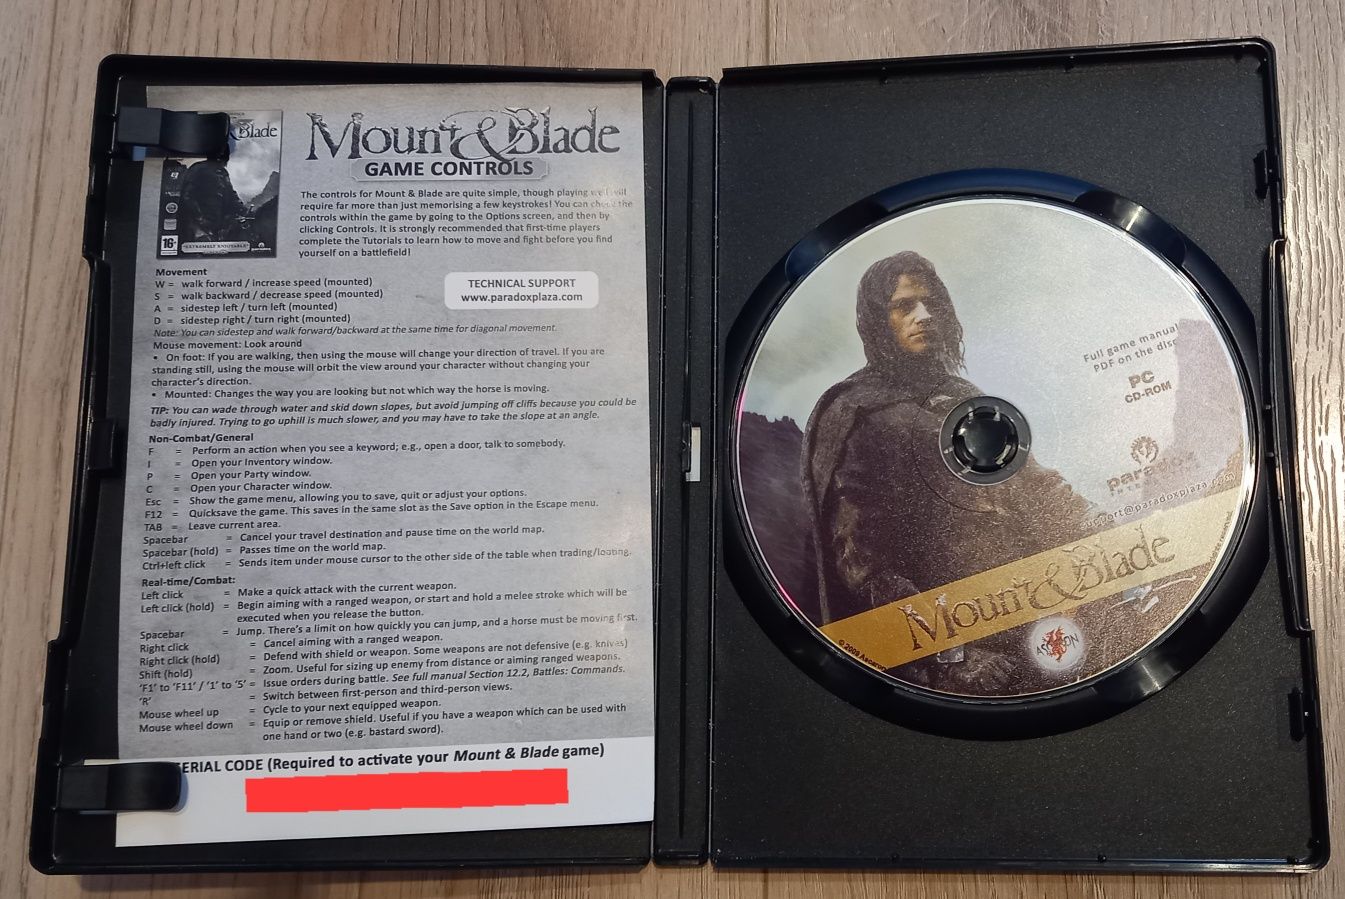 Blade
16+
"EXTREMELY ENJOYABLE"
Mount & Blade
GAME CONTROLS
The controls for Mount & Blade are quite simple, though playing well will
require far more than just memorising a few keystrokes! You can check the
controls within the game by going to the Options screen, and then by
clicking Controls. It is strongly recommended that first-time players
complete the Tutorials to learn how to move and fight before you find
yourself on a battlefield!
TECHNICAL SUPPORT
www.paradoxplaza.com
Movement
W = walk forward / increase speed (mounted)
S = walk backward / decrease speed (mounted)
A = sidestep left / turn left (mounted)
D = sidestep right / turn right (mounted)
Note: You can sidestep and walk forward/backward at the same time for diagonal movement.
Mouse movement: Look around
• On foot: If you are walking, then using the mouse will change your direction of travel. If you are
standing still, using the mouse will orbit the view around your character without changing your
character's direction.
• Mounted: Changes the way you are looking but not which way the horse is moving.
TIP: You can wade through water and skid down slopes, but avoid jumping off cliffs because you could be
badly injured. Trying to go uphill is much slower, and you may have to take the slope at an angle.
Non-Combat/General
F = Perform an action when you see a keyword; e.g., open a door, talk to somebody.
I = Open your Inventory window.
P = Open your Party window.
C = Open your Character window.
Esc = Show the game menu, allowing you to save, quit or adjust your options.
F12 = Quicksave the game. This saves in the same slot as the Save option in the Escape menu.
TAB = Leave current area.
Spacebar = Cancel your travel destination and pause time on the world map.
Spacebar (hold) = Passes time on the world map.
Ctrl+left click = Sends item under mouse cursor to the other side of the table when trading/looting.
Real-time/Combat:
Left click = Make a quick attack with the current weapon.
Left click (hold) = Begin aiming with a ranged weapon, or start and hold a melee stroke which will be
executed when you release the button.
Spacebar = Jump. There's a limit on how quickly you can jump, and a horse must be moving first.
Right click = Cancel aiming with a ranged weapon.
Right click (hold) = Defend with shield or weapon. Some weapons are not defensive (e.g. knives)
Shift (hold) = Zoom. Useful for sizing up enemy from distance or aiming ranged weapons.
'F1' to 'F11' / '1' to '5' = Issue orders during battle. See full manual Section 12.2, Battles: Commands.
'R' = Switch between first-person and third-person views.
Mouse wheel up = Cycle to your next equipped weapon.
Mouse wheel down = Equip or remove shield. Useful if you have a weapon which can be used with
one hand or two (e.g. bastard sword).
SERIAL CODE (Required to activate your Mount & Blade game)
Full game manual
PDF on the disc
PC
CD-ROM
support@paradoxplaza.com
Mount & Blade
ASCARON